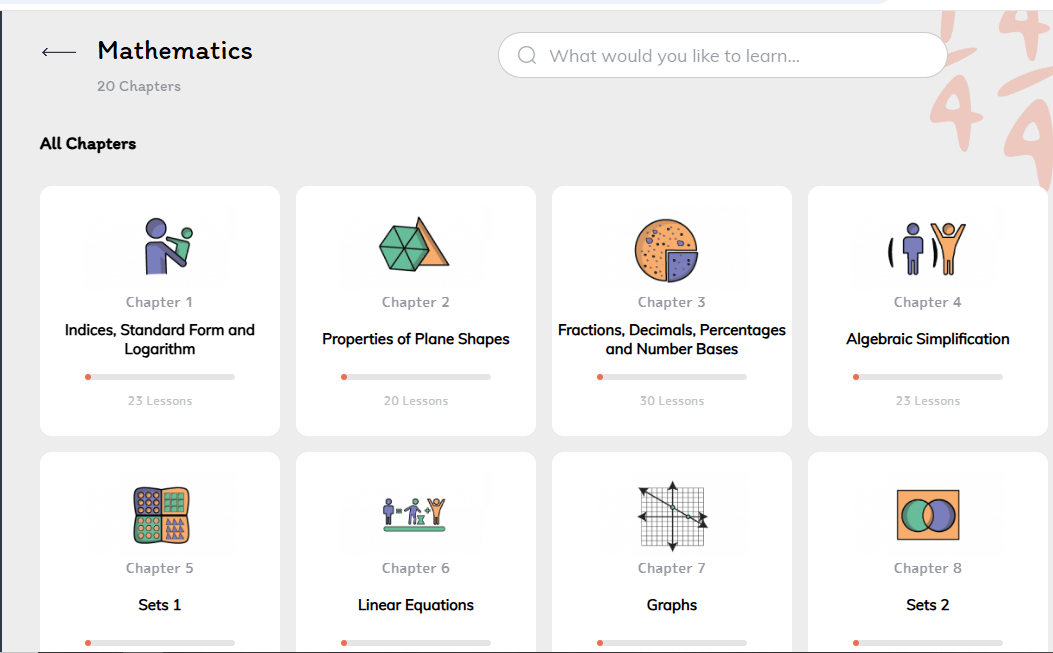 Mathematics
What would you like to learn...
20 Chapters
All Chapters
Chapter 1
Indices, Standard Form and
Logarithm
23 Lessons
Chapter 2
Properties of Plane Shapes
20 Lessons
Chapter 3
Fractions, Decimals, Percentages
and Number Bases
30 Lessons
Chapter 4
Algebraic Simplification
23 Lessons
Chapter 5
Sets 1
Chapter 6
Linear Equations
Chapter 7
Graphs
Chapter 8
Sets 2